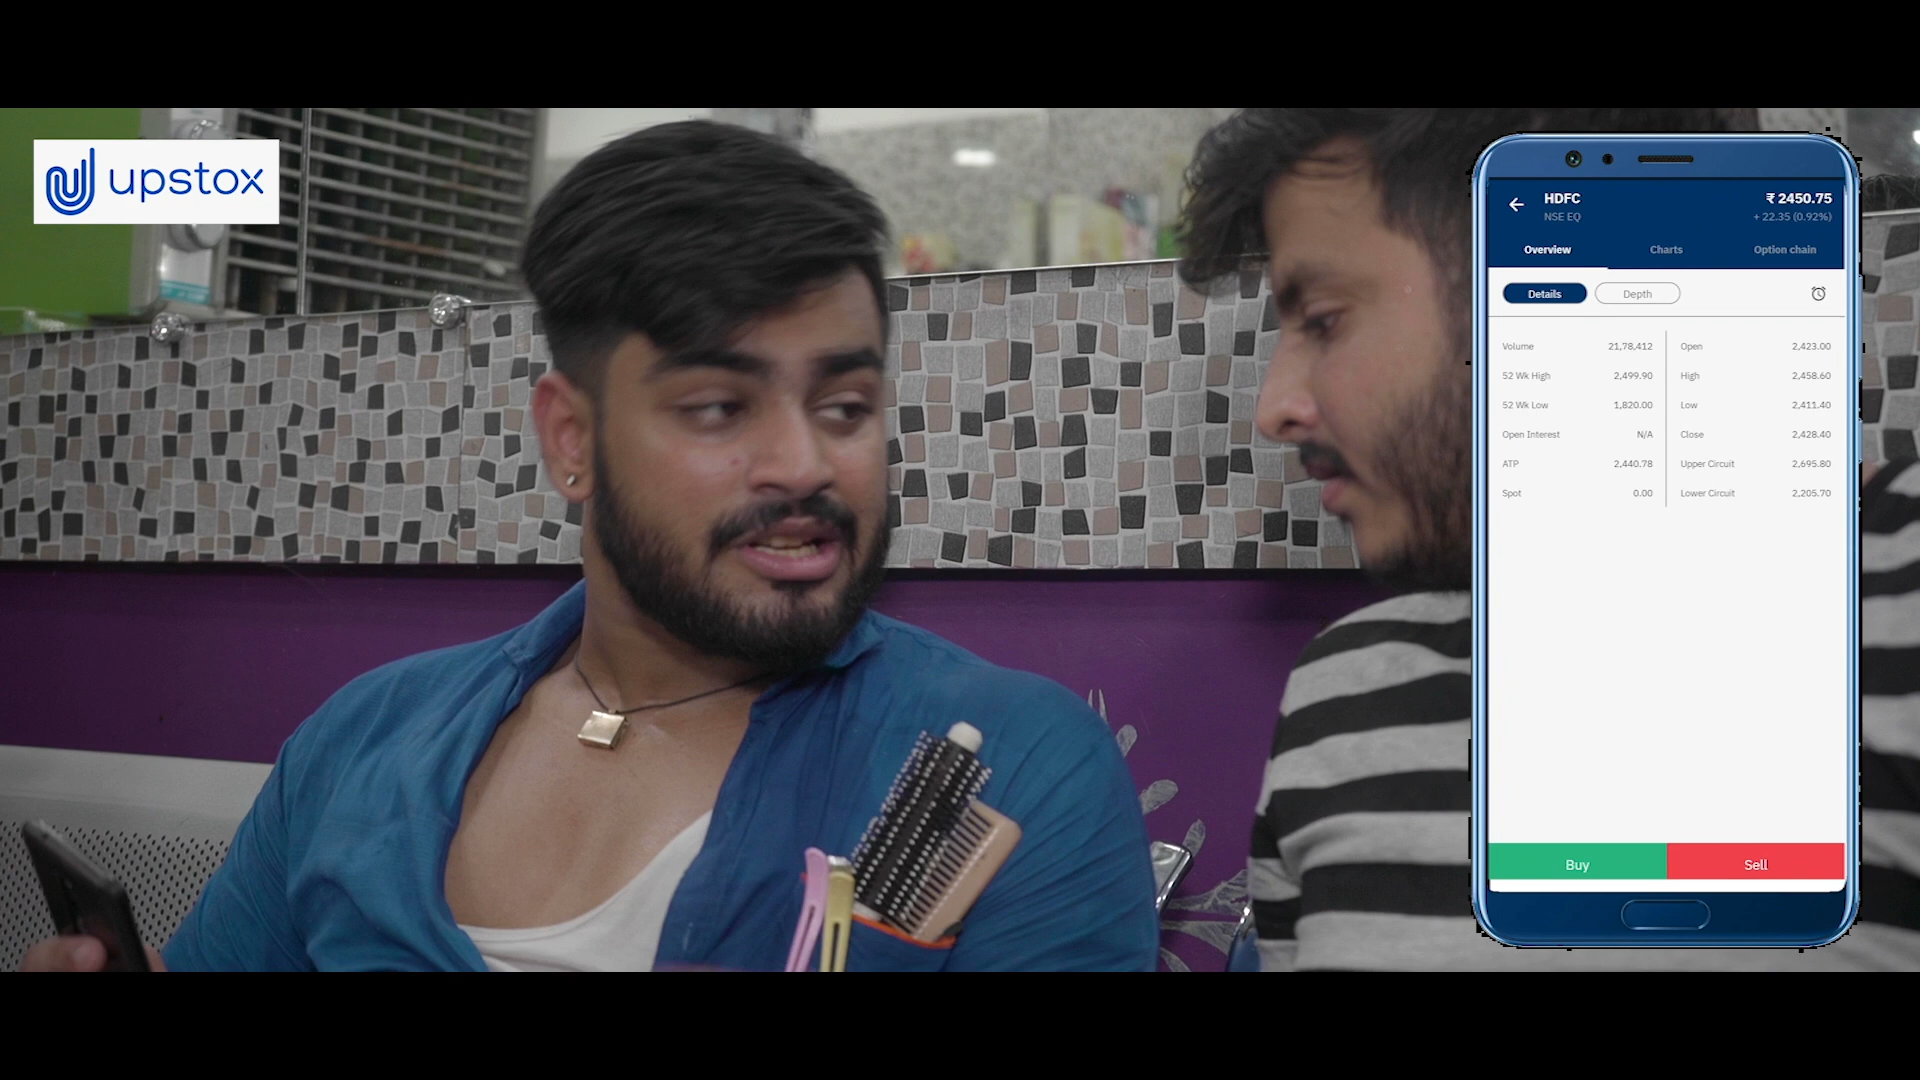 upstox
HDFC ₹ 2450.75
NSE EQ + 22.35 (0.92%)
Overview Charts Option chain
Details Depth
Volume 21,78,412 Open 2,423.00
52 Wk High 2,499.90 High 2,458.60
52 Wk Low 1,820.00 Low 2,411.40
Open Interest N/A Close 2,428.40
ATP 2,440.78 Upper Circuit 2,695.80
Spot 0.00 Lower Circuit 2,205.70
Buy Sell